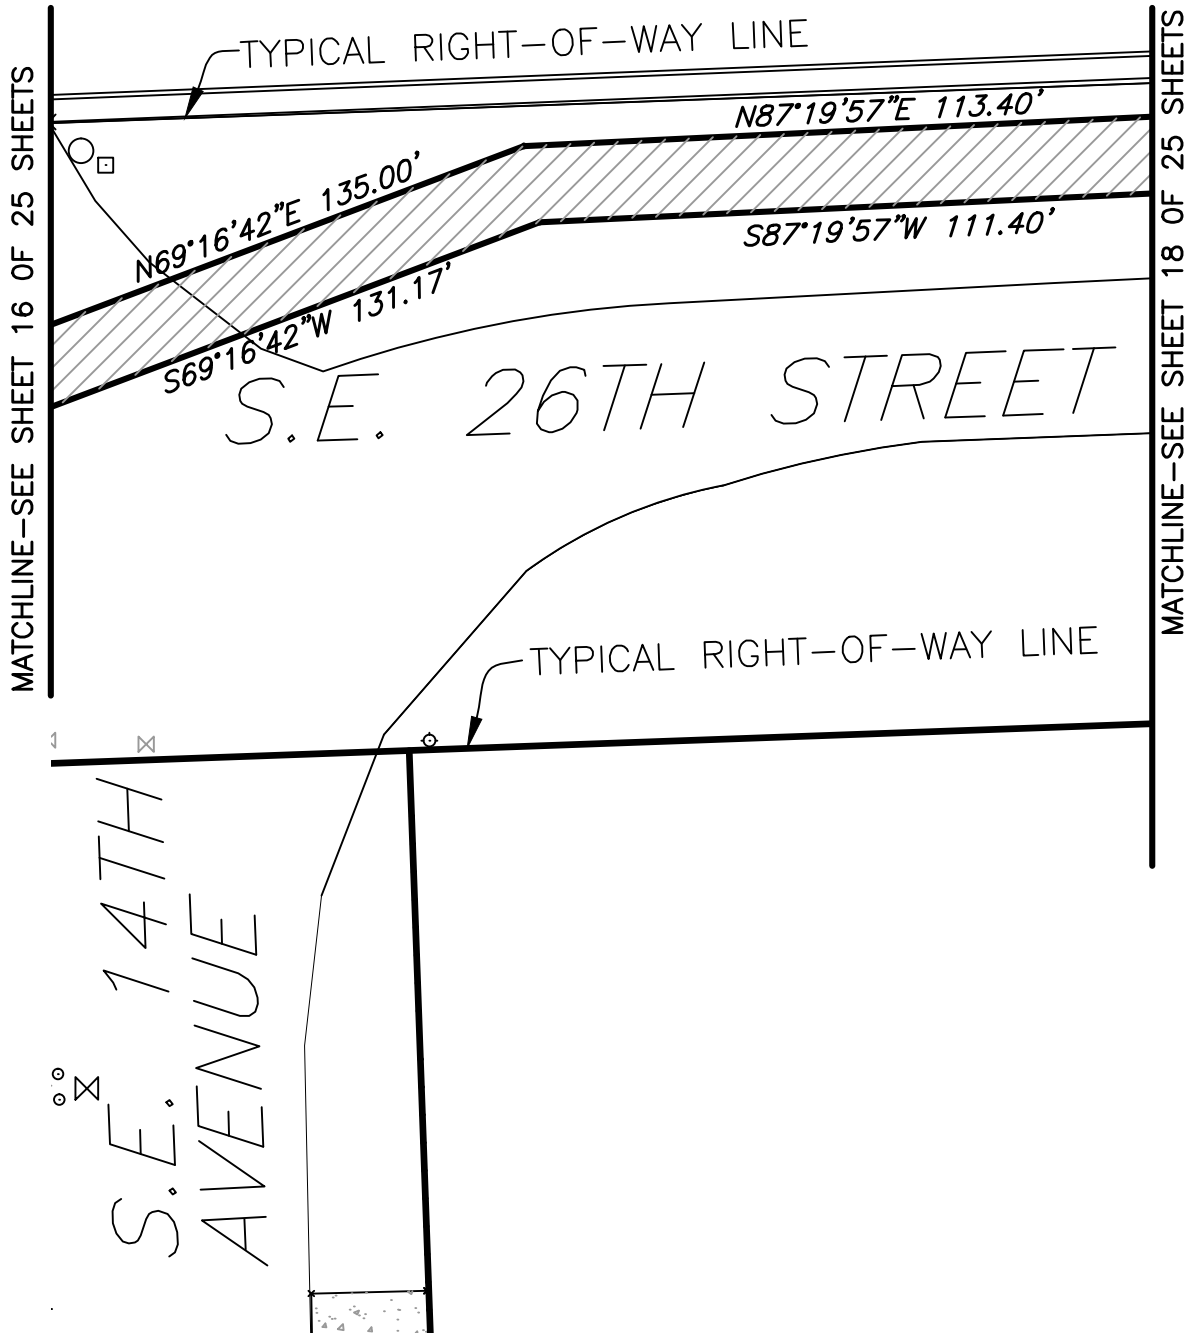 TYPICAL RIGHT-OF-WAY LINE
MATCHLINE-SEE SHEET 16 OF 25 SHEETS
MATCHLINE-SEE SHEET 18 OF 25 SHEETS
N87°19'57"E 113.40'
N69°16'42"E 135.00'
S87°19'57"W 111.40'
S69°16'42"W 131.17'
S.E. 26TH STREET
TYPICAL RIGHT-OF-WAY LINE
S.E. 14TH
AVENUE